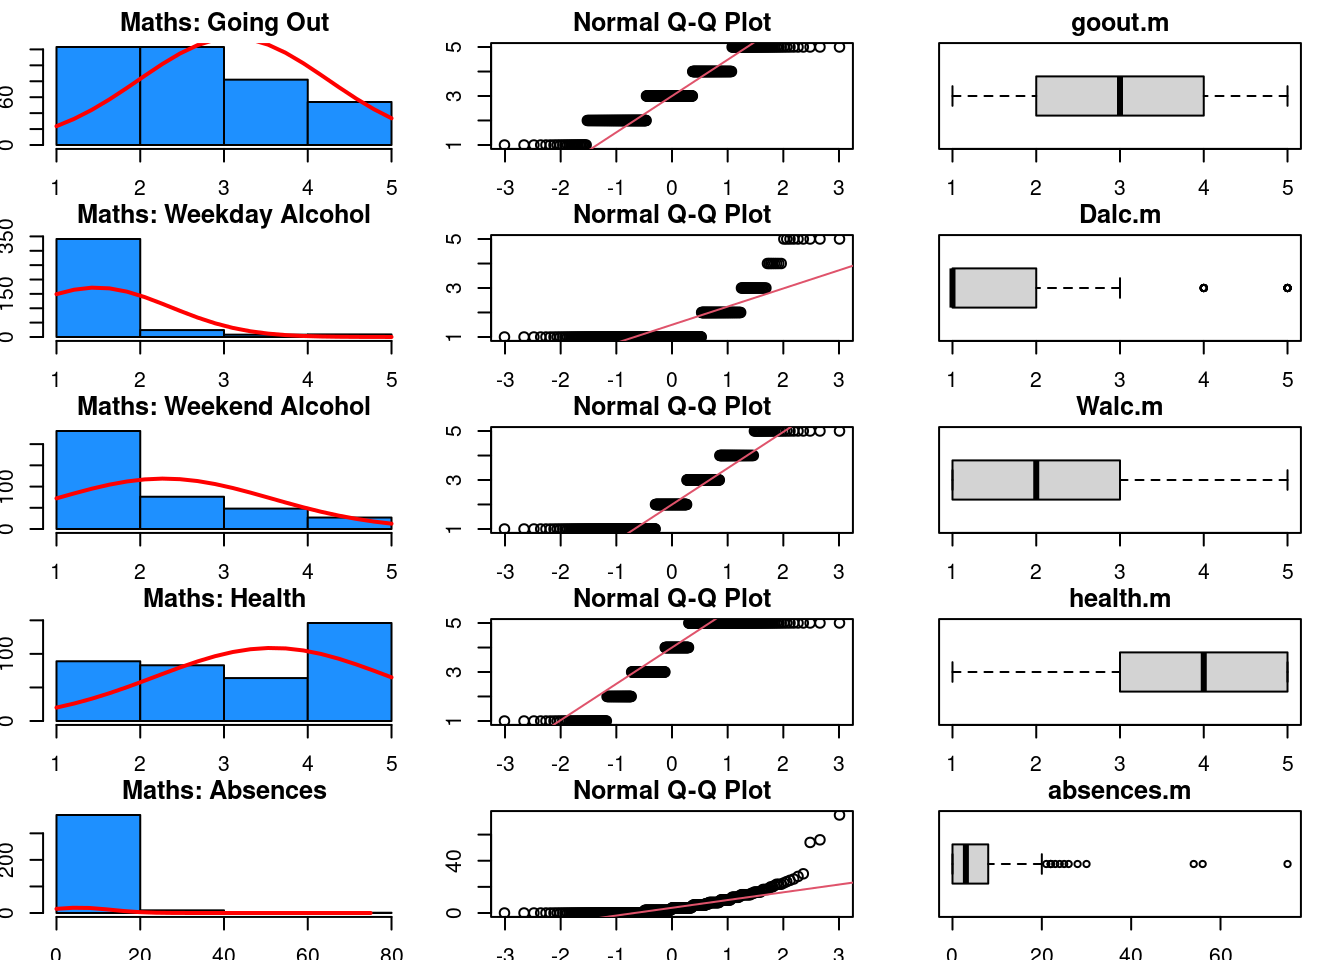 Maths: Going Out Normal Q-Q Plot goout.m
0 60 1 3 5
1 2 3 4 5 -3 -2 -1 0 1 2 3 1 2 3 4 5
Maths: Weekday Alcohol Normal Q-Q Plot Dalc.m
0 150 350 1 3 5
1 2 3 4 5 -3 -2 -1 0 1 2 3 1 2 3 4 5
Maths: Weekend Alcohol Normal Q-Q Plot Walc.m
0 100 1 3 5
1 2 3 4 5 -3 -2 -1 0 1 2 3 1 2 3 4 5
Maths: Health Normal Q-Q Plot health.m
0 100 1 3 5
1 2 3 4 5 -3 -2 -1 0 1 2 3 1 2 3 4 5
Maths: Absences Normal Q-Q Plot absences.m
0 200 0 40
0 20 40 60 80 -3 -2 -1 0 1 2 3 0 20 40 60